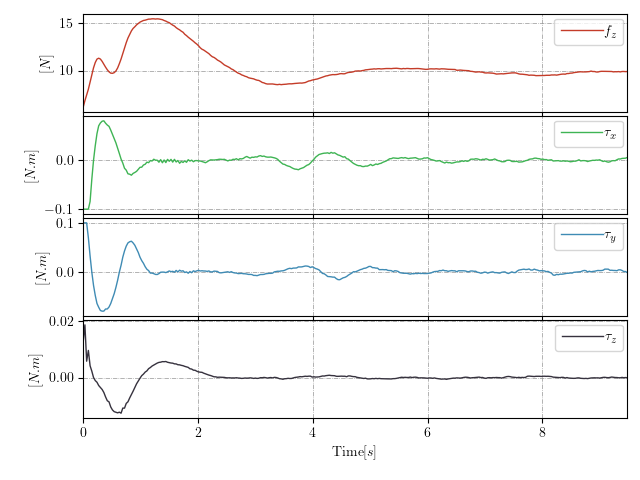 15
10
[N]
f_z
0.0
−0.1
[N.m]
τ_x
0.1
0.0
[N.m]
τ_y
0.02
0.00
[N.m]
τ_z
0 2 4 6 8
Time[s]